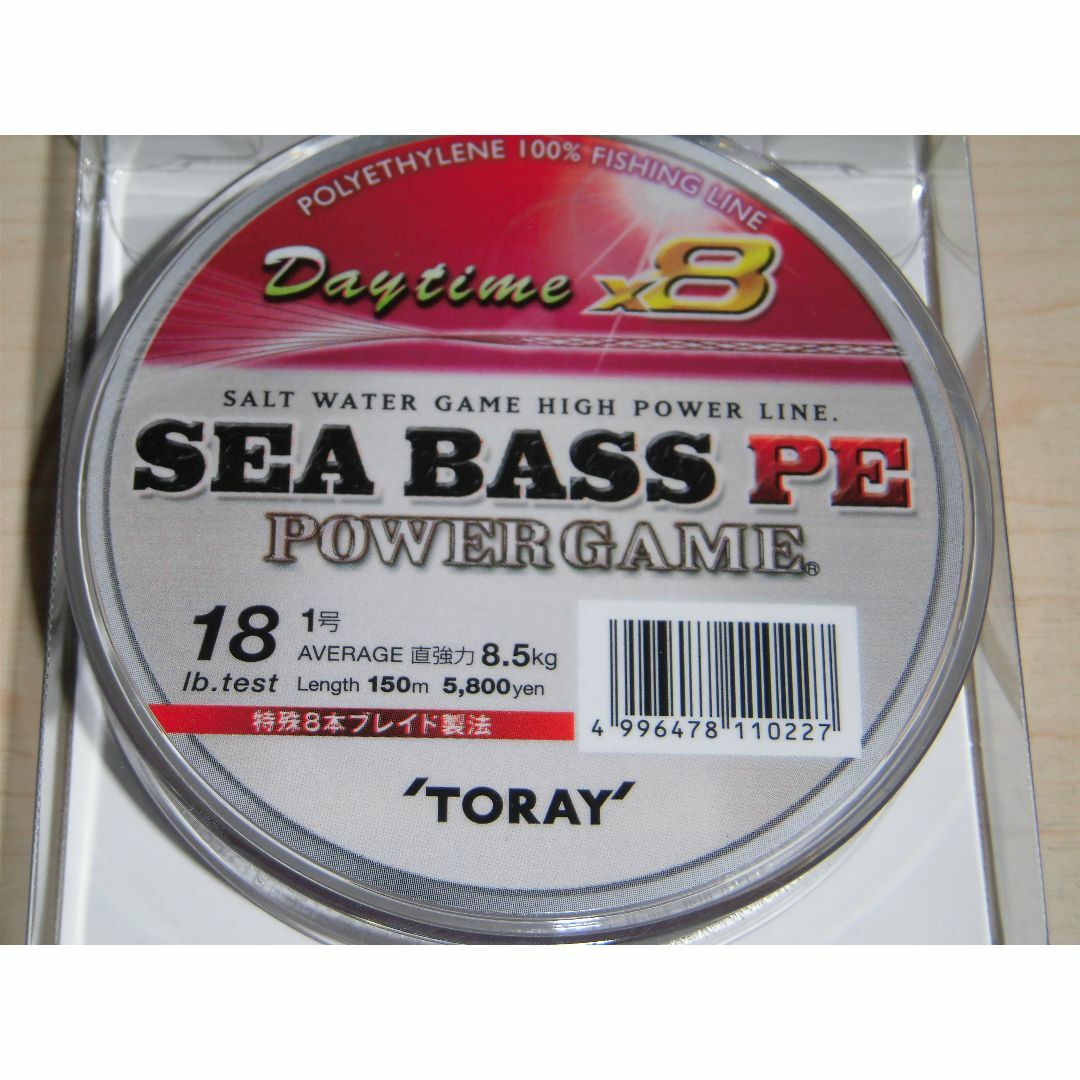 POLYETHYLENE 100% FISHING LINE
Daytime x8
SALT WATER GAME HIGH POWER LINE.
SEA BASS PE
POWERGAME®
18 lb.test
1号
AVERAGE 直強力 8.5kg
Length 150m 5,800yen
特殊8本ブレイド製法
4 996478 110227
'TORAY'